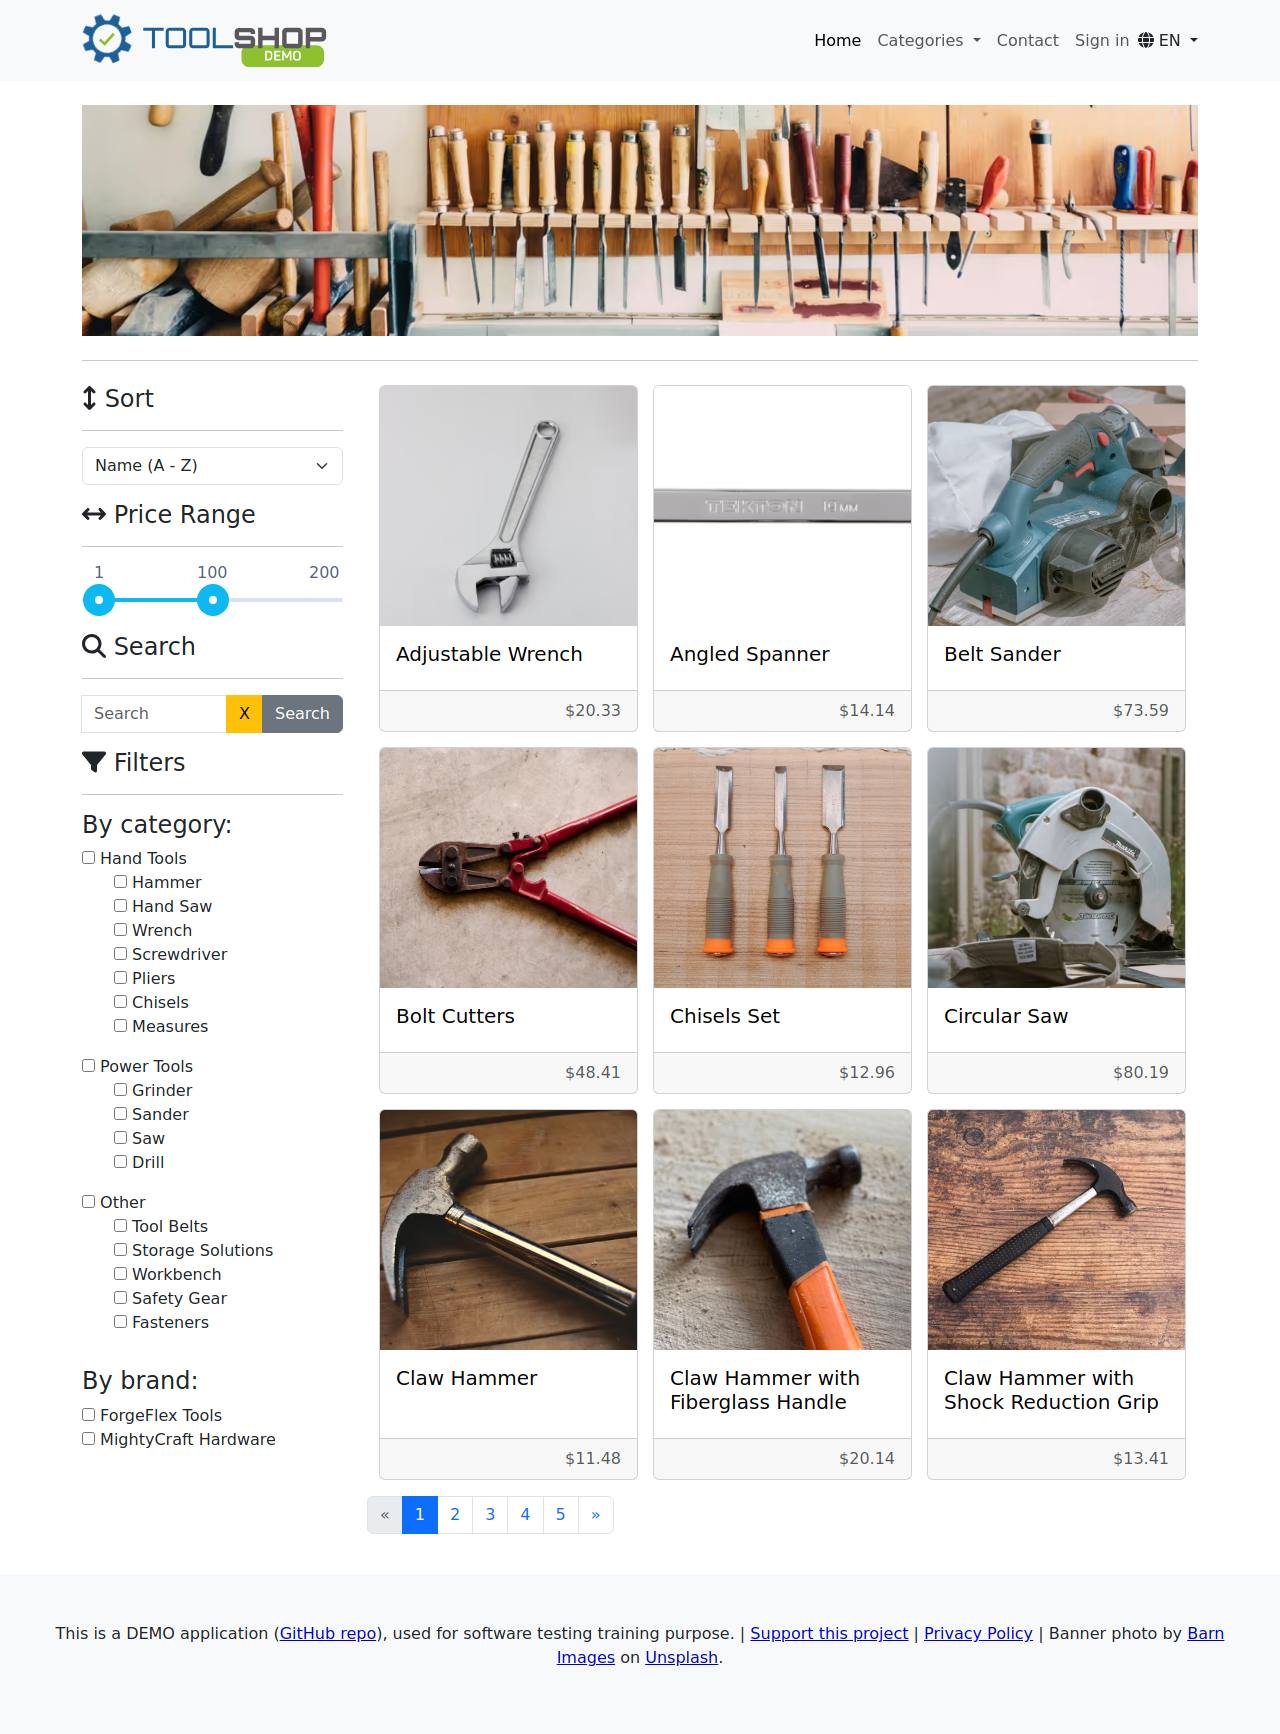 TOOLSHOP
DEMO
Home
Categories
Contact
Sign in
EN
Sort
Name (A - Z)
Price Range
1
100
200
Search
Search
X
Search
Filters
By category:
Hand Tools
Hammer
Hand Saw
Wrench
Screwdriver
Pliers
Chisels
Measures
Power Tools
Grinder
Sander
Saw
Drill
Other
Tool Belts
Storage Solutions
Workbench
Safety Gear
Fasteners
By brand:
ForgeFlex Tools
MightyCraft Hardware
Adjustable Wrench
$20.33
TEKTON 10 MM
Angled Spanner
$14.14
Belt Sander
$73.59
Bolt Cutters
$48.41
Chisels Set
$12.96
makita
Circular Saw
$80.19
Claw Hammer
$11.48
Claw Hammer with
Fiberglass Handle
$20.14
Claw Hammer with
Shock Reduction Grip
$13.41
« 1 2 3 4 5 »
This is a DEMO application (GitHub repo), used for software testing training purpose. | Support this project | Privacy Policy | Banner photo by Barn
Images on Unsplash.